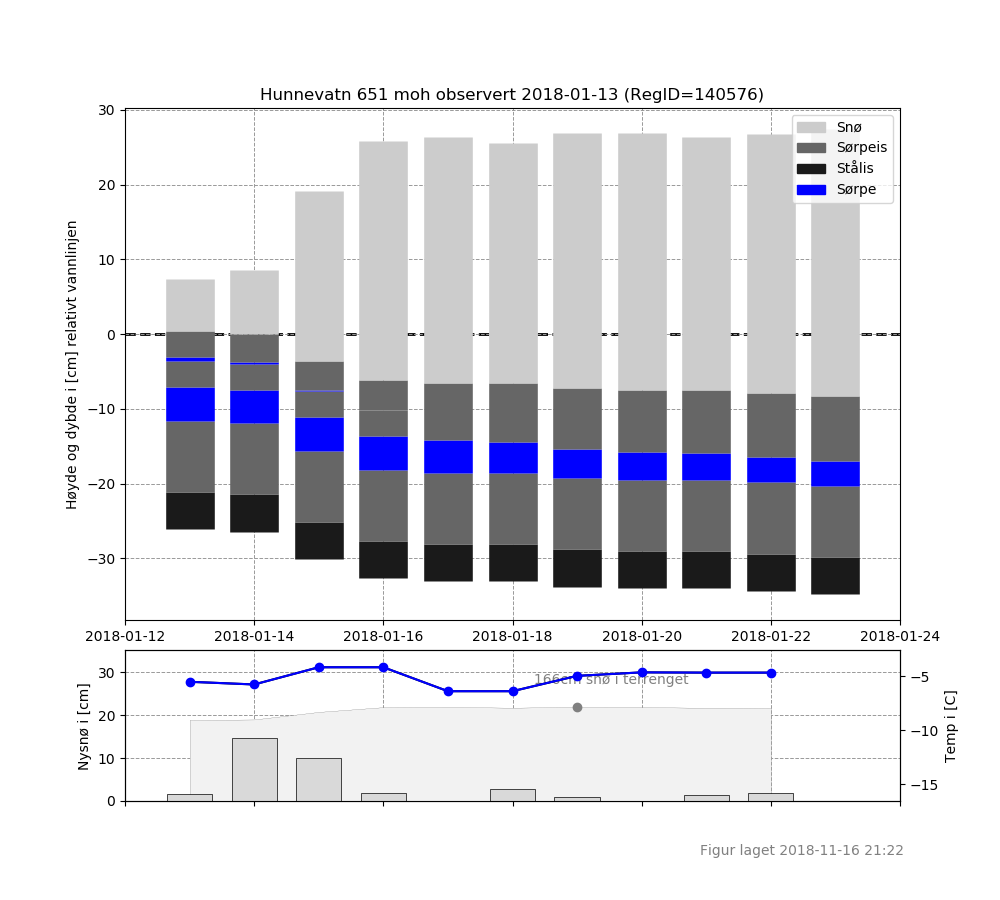 Hunnevatn 651 moh observert 2018-01-13 (RegID=140576)
Høyde og dybde i [cm] relativt vannlinjen
30
20
10
0
−10
−20
−30
Snø
Sørpeis
Stålis
Sørpe
2018-01-12 2018-01-14 2018-01-16 2018-01-18 2018-01-20 2018-01-22 2018-01-24
Nysnø i [cm]
30
20
10
0
166cm snø i terrenget
−5
−10
−15
Temp i [C]
Figur laget 2018-11-16 21:22